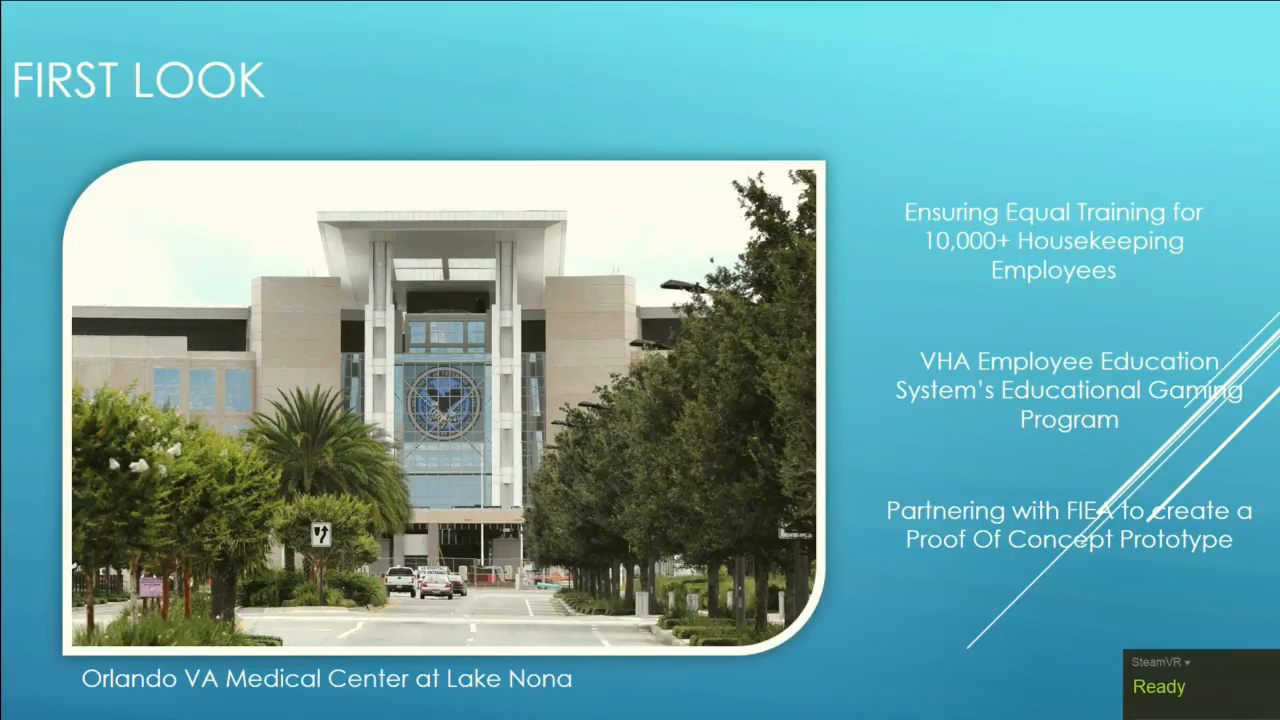 FIRST LOOK
Ensuring Equal Training for
10,000+ Housekeeping
Employees
VHA Employee Education
System's Educational Gaming
Program
Partnering with FIEA to create a
Proof Of Concept Prototype
Orlando VA Medical Center at Lake Nona
SteamVR
Ready